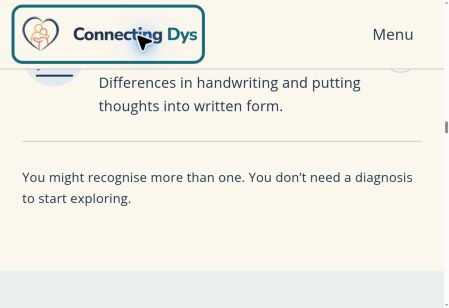 Connecting Dys
Menu
Differences in handwriting and putting
thoughts into written form.
You might recognise more than one. You don’t need a diagnosis
to start exploring.